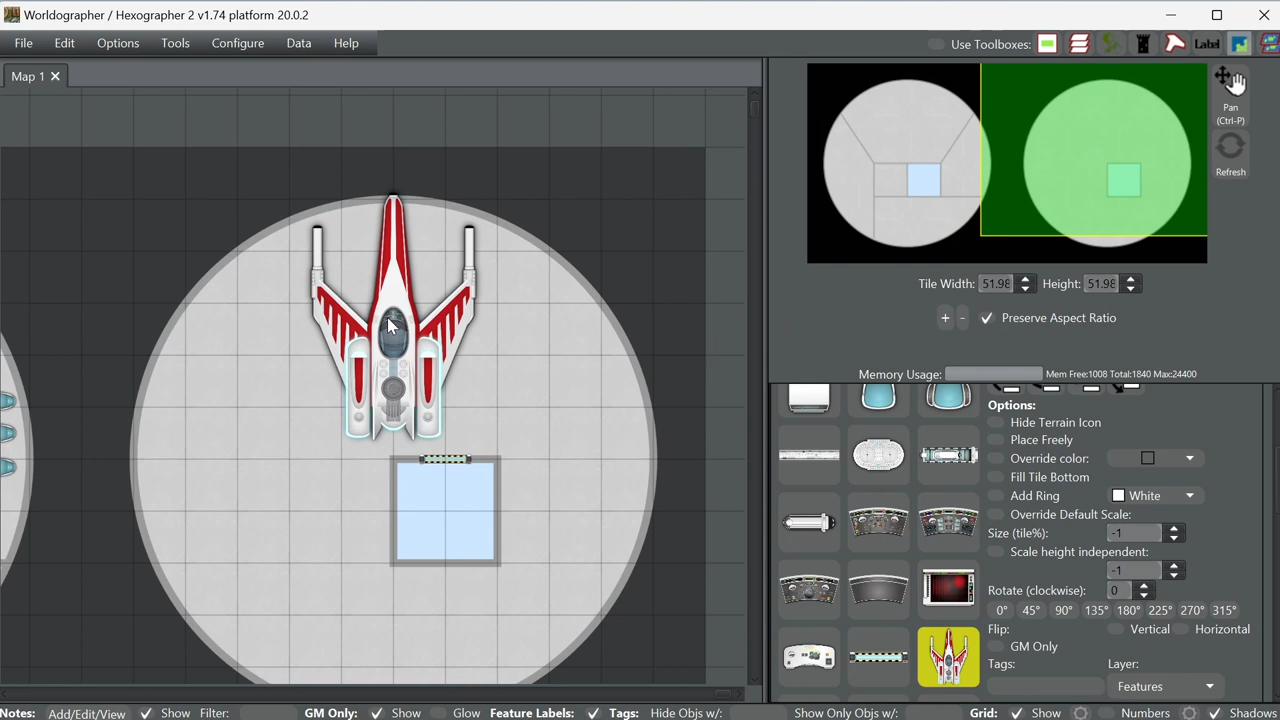 Worldographer / Hexographer 2 v1.74 platform 20.0.2
File Edit Options Tools Configure Data Help
Use Toolboxes: Label
Map 1
Pan
(Ctrl-P)
Refresh
Tile Width: 51.98 Height: 51.98
+ - Preserve Aspect Ratio
Memory Usage: Mem Free:1008 Total:1840 Max:24400
Options:
Hide Terrain Icon
Place Freely
Override color:
Fill Tile Bottom
Add Ring White
Override Default Scale:
Size (tile%): -1
Scale height independent:
-1
Rotate (clockwise): 0
0° 45° 90° 135° 180° 225° 270° 315°
Flip: Vertical Horizontal
GM Only
Tags: Layer:
Features
Notes: Add/Edit/View Show Filter: GM Only: Show Glow Feature Labels: Tags: Hide Objs w/: Show Only Objs w/: Grid: Show Numbers Shadows